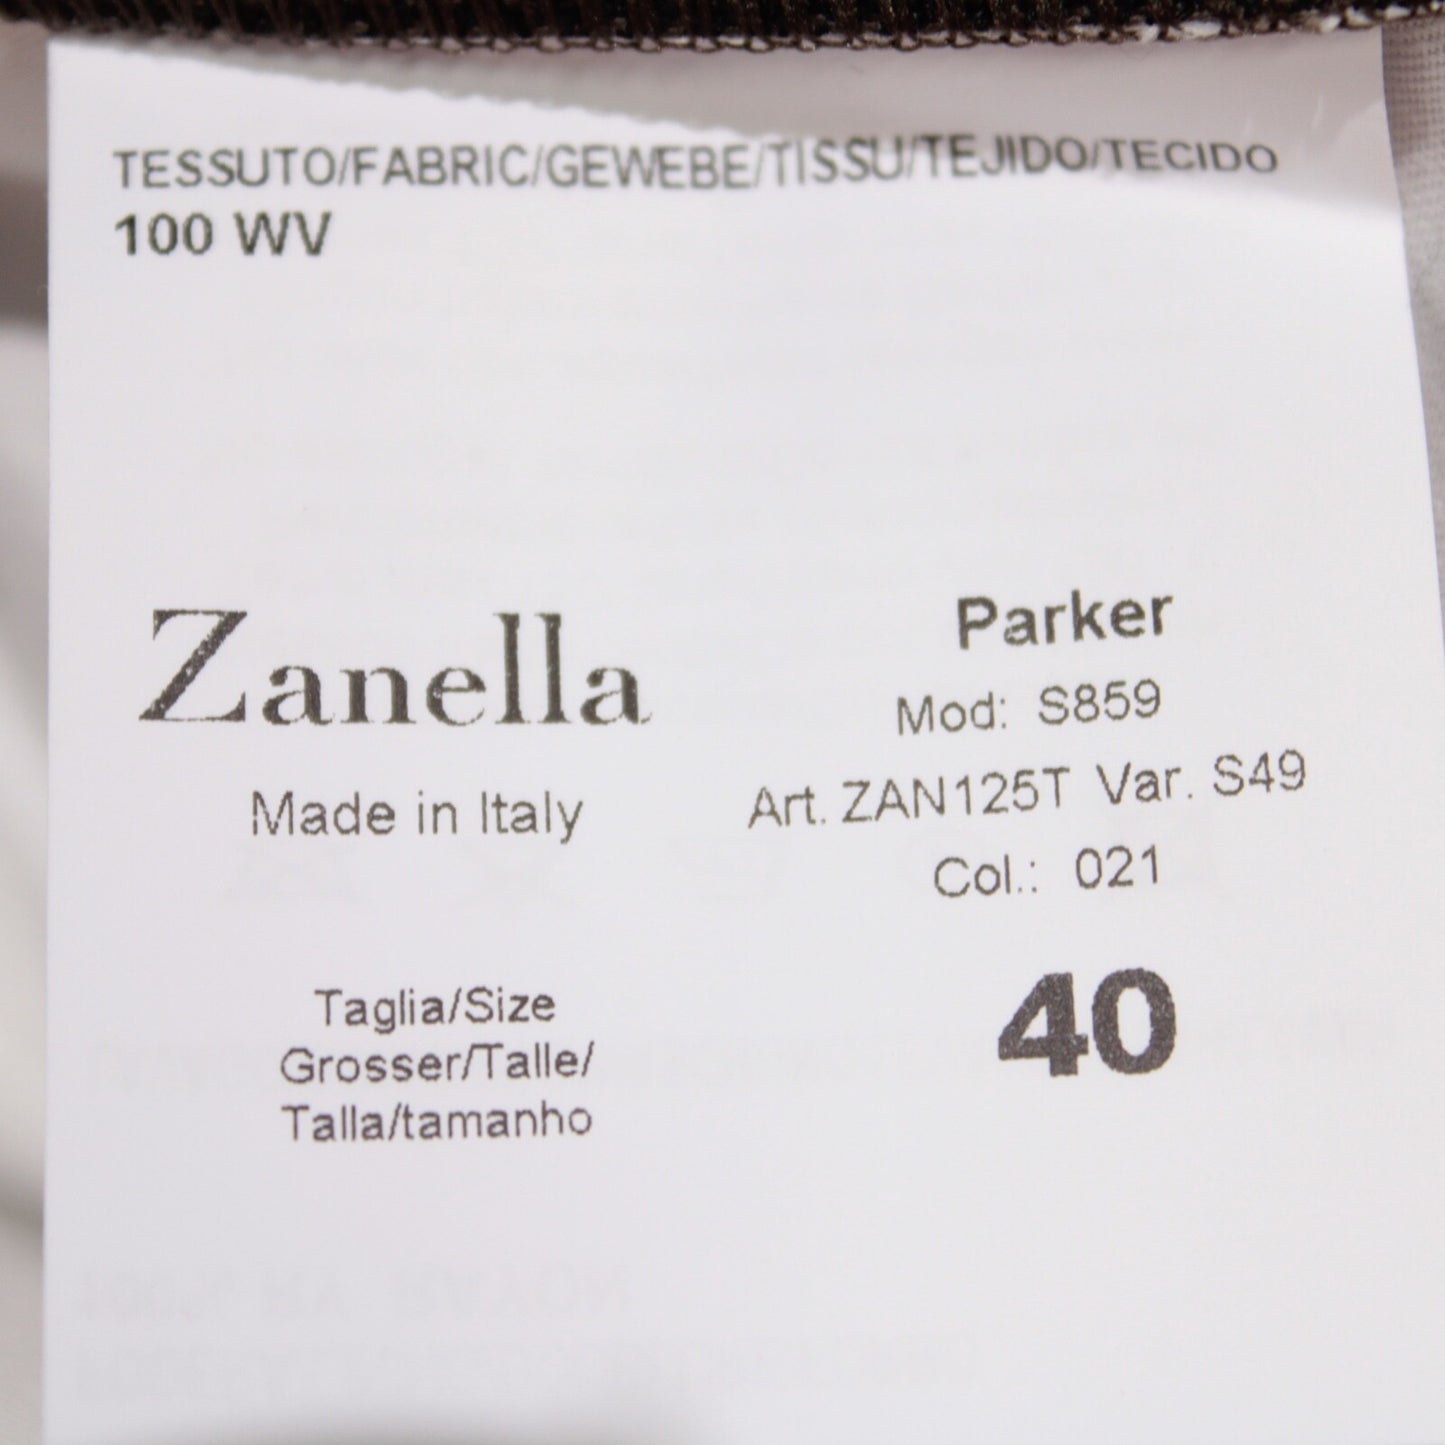 TESSUTO/FABRIC/GEWEBE/TISSU/TEJIDO/TECIDO
100 WV
Zanella
Made in Italy
Parker
Mod: S859
Art. ZAN125T Var. S49
Col.: 021
Taglia/Size
Grosser/Talle/
Talla/tamanho
40